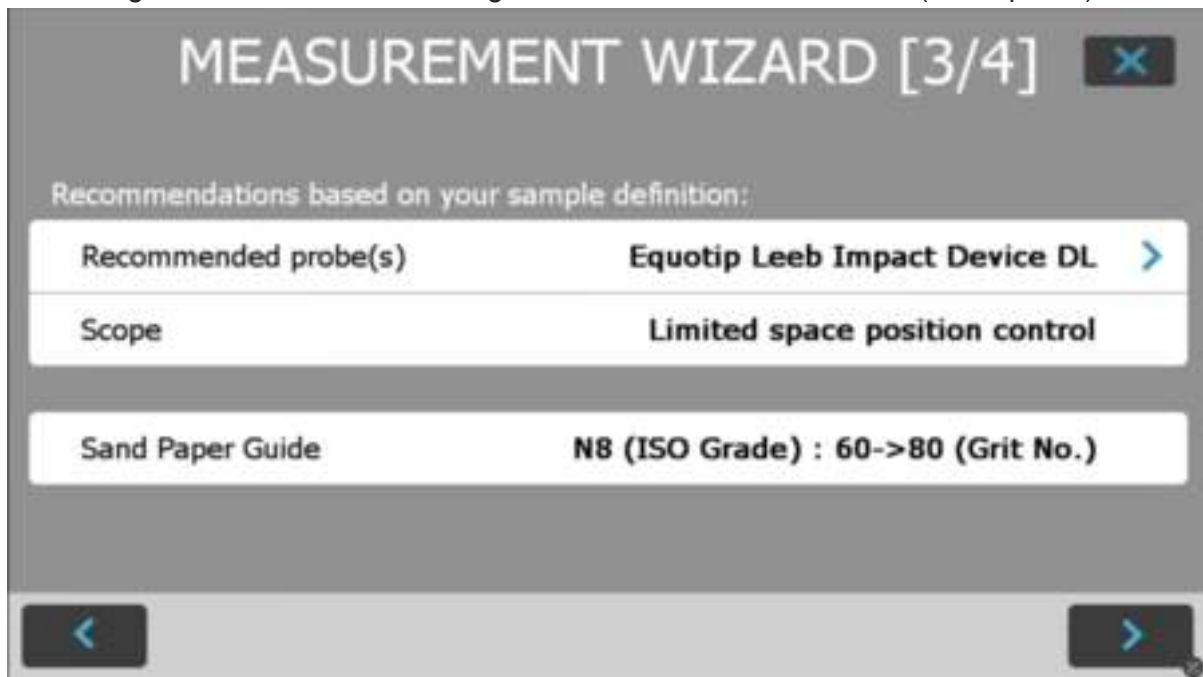 MEASUREMENT WIZARD [3/4]
Recommendations based on your sample definition:
Recommended probe(s) Equotip Leeb Impact Device DL
Scope Limited space position control
Sand Paper Guide N8 (ISO Grade) : 60->80 (Grit No.)